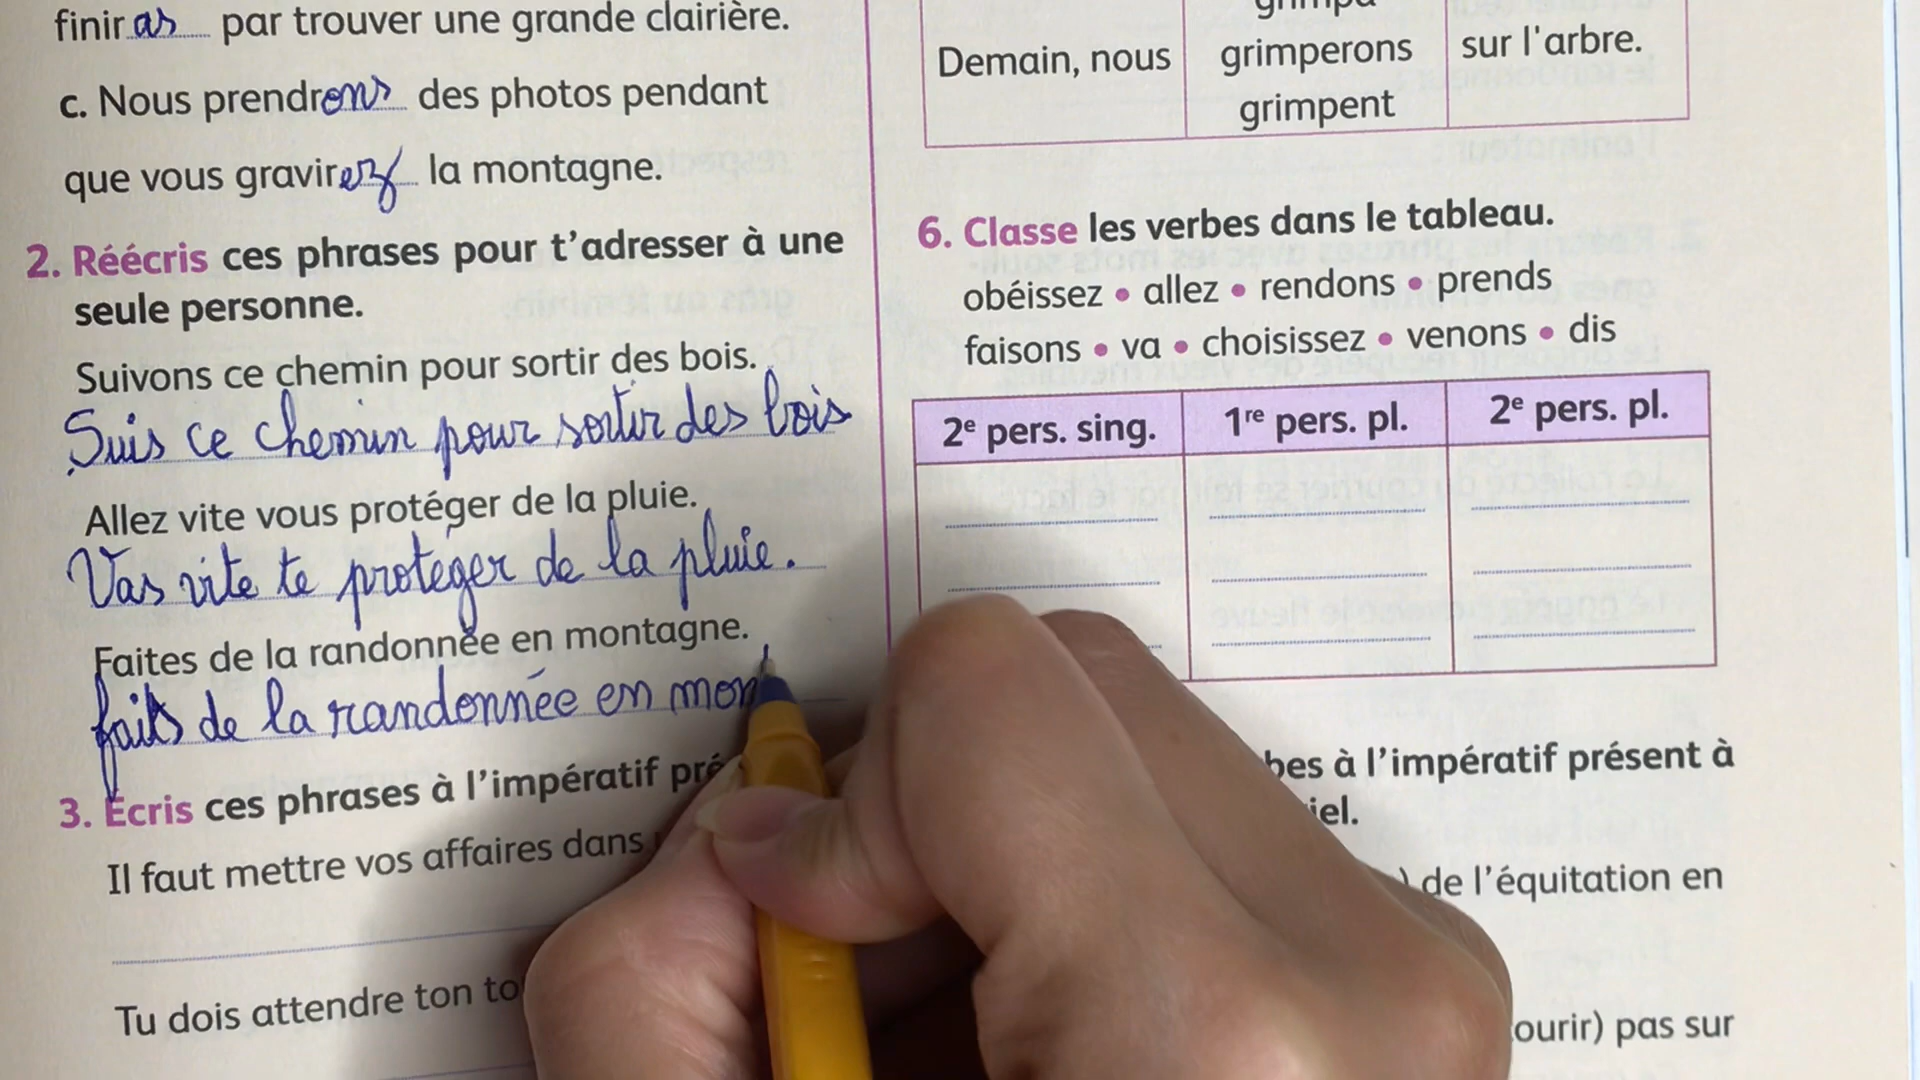 finiras par trouver une grande clairière.
c. Nous prendrons des photos pendant
que vous gravirez la montagne.
2. Réécris ces phrases pour t'adresser à une
seule personne.
Suivons ce chemin pour sortir des bois.
Suis ce chemin pour sortir des bois
Allez vite vous protéger de la pluie.
Vas vite te protéger de la pluie.
Faites de la randonnée en montagne.
faits de la randonnée en mon
3. Écris ces phrases à l'impératif pré
Il faut mettre vos affaires dans
Tu dois attendre ton to
Demain, nous
grimperons
grimpent
sur l'arbre.
6. Classe les verbes dans le tableau.
obéissez • allez • rendons • prends
faisons • va • choisissez • venons • dis
2e pers. sing. 1re pers. pl. 2e pers. pl.
bes à l'impératif présent à
iel.
) de l'équitation en
ourir) pas sur